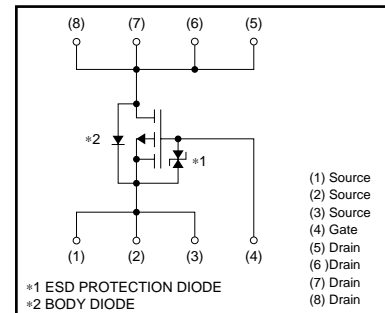 (8) (7) (6) (5)
∗2
∗1
(1) (2) (3) (4)
(1) Source
(2) Source
(3) Source
(4) Gate
(5) Drain
(6 )Drain
(7) Drain
(8) Drain
∗1 ESD PROTECTION DIODE
∗2 BODY DIODE